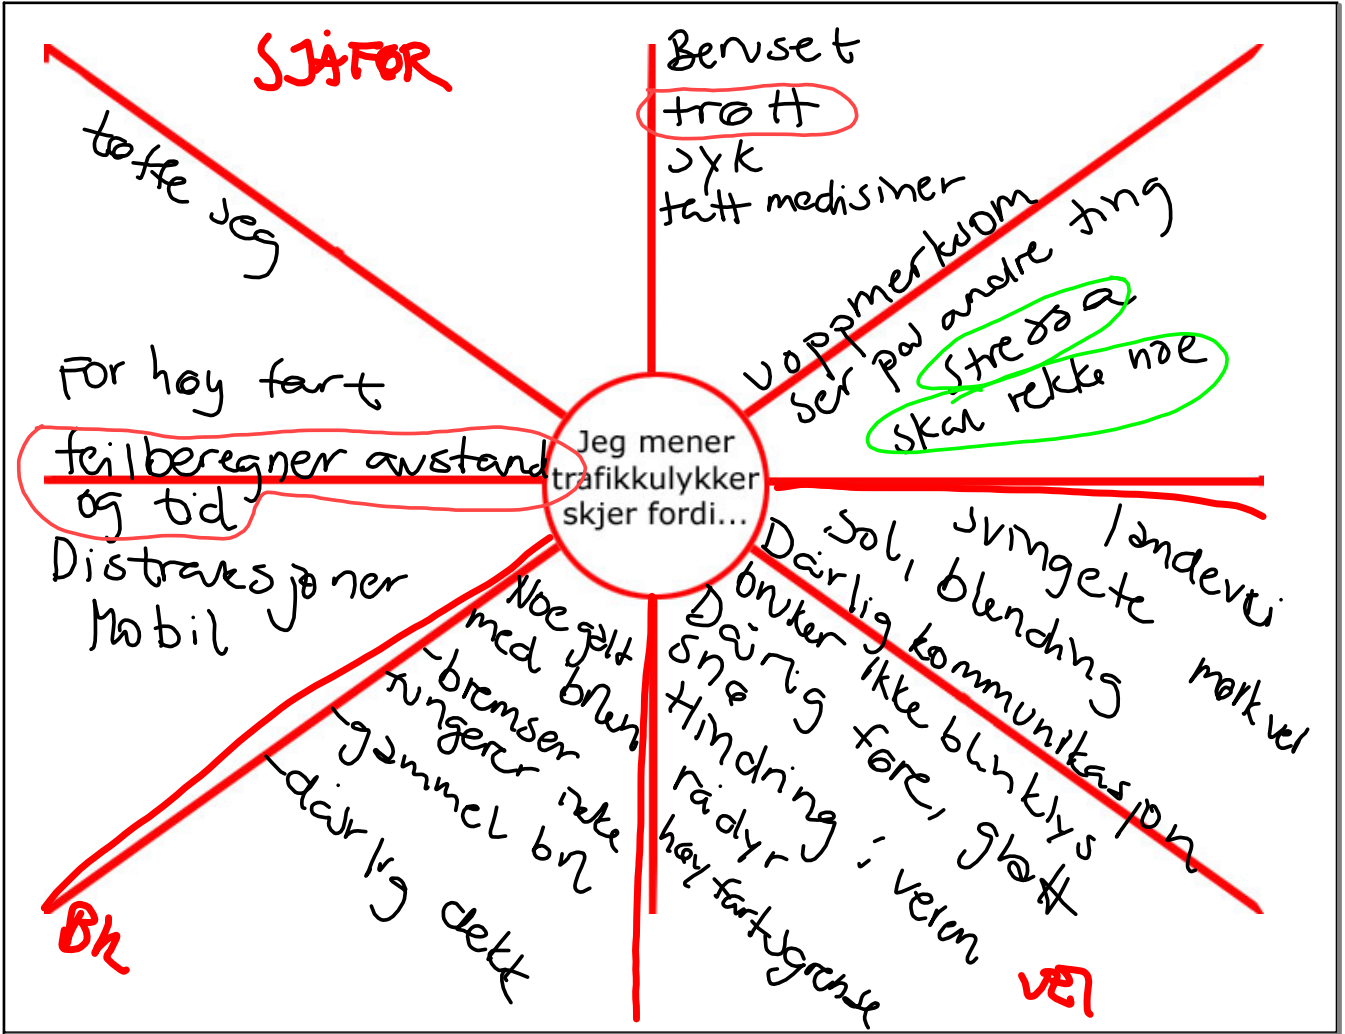 SJÅFØR
tøffe seg
Beruset
trøtt
syk
tatt medisiner
uoppmerksom
ser på andre ting
stressa
skal rekke noe
For høy fart
feilberegner avstand
og tid
Distraksjoner
Mobil
Jeg mener
trafikkulykker
skjer fordi...
landevei
svingete
Sol, blending
mørk vei
Dårlig kommunikasjon
bruker ikke blinklys
Dårlig føre, glatt
snø
Hindring i veien
rådyr
høy fartsgrense
Noe galt
med bilen
- bremser
fungerer ikke
- gammel bil
- dårlig dekk
Bil
vei